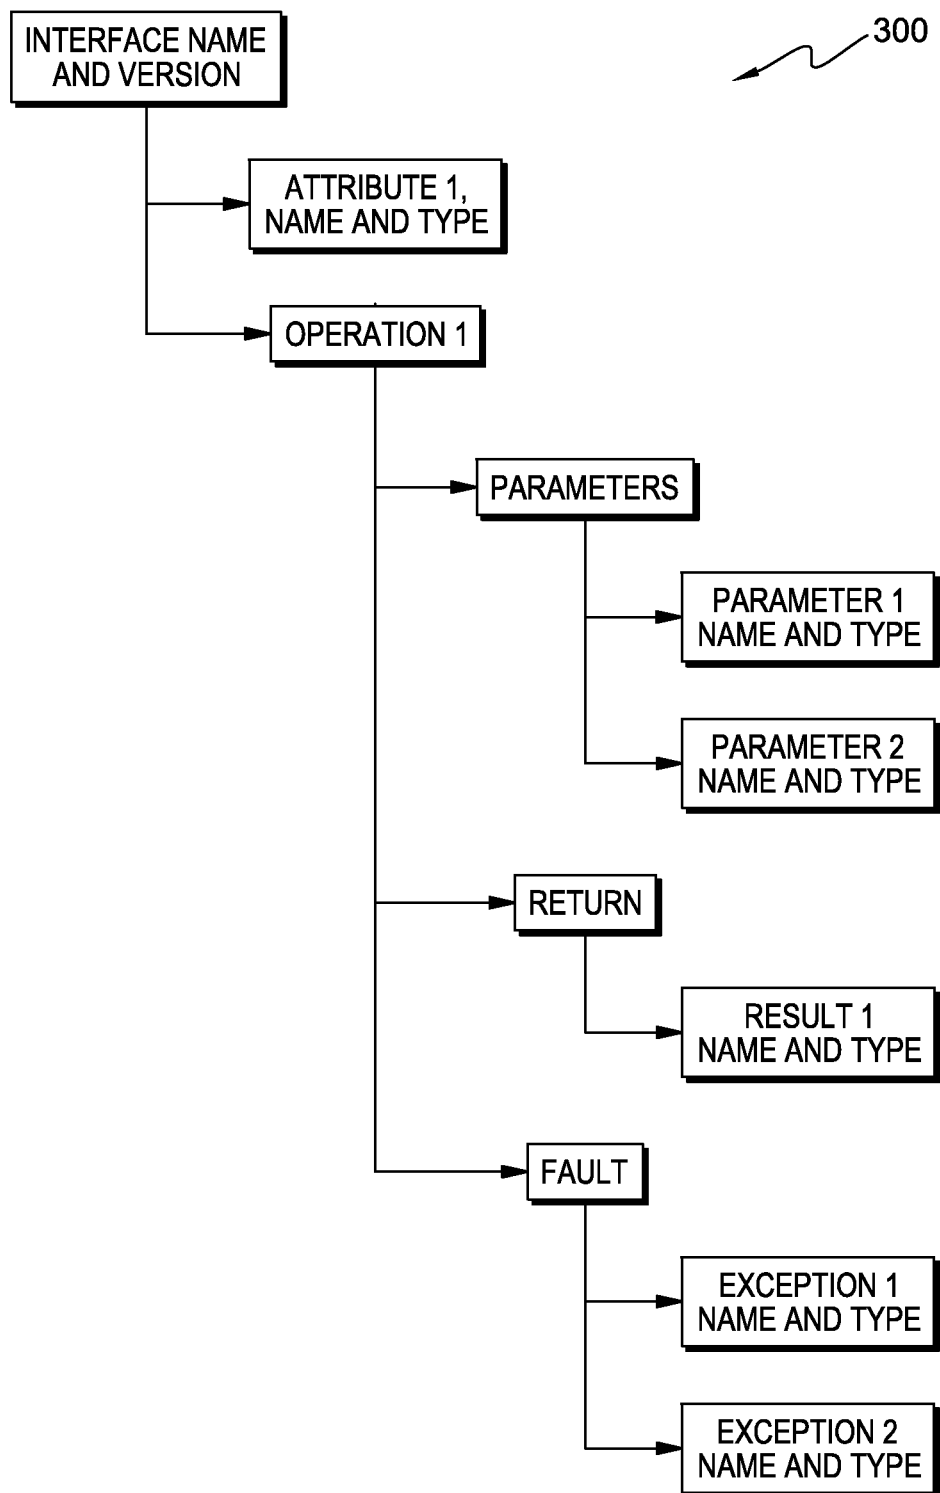 300
INTERFACE NAME
AND VERSION
ATTRIBUTE 1,
NAME AND TYPE
OPERATION 1
PARAMETERS
PARAMETER 1
NAME AND TYPE
PARAMETER 2
NAME AND TYPE
RETURN
RESULT 1
NAME AND TYPE
FAULT
EXCEPTION 1
NAME AND TYPE
EXCEPTION 2
NAME AND TYPE